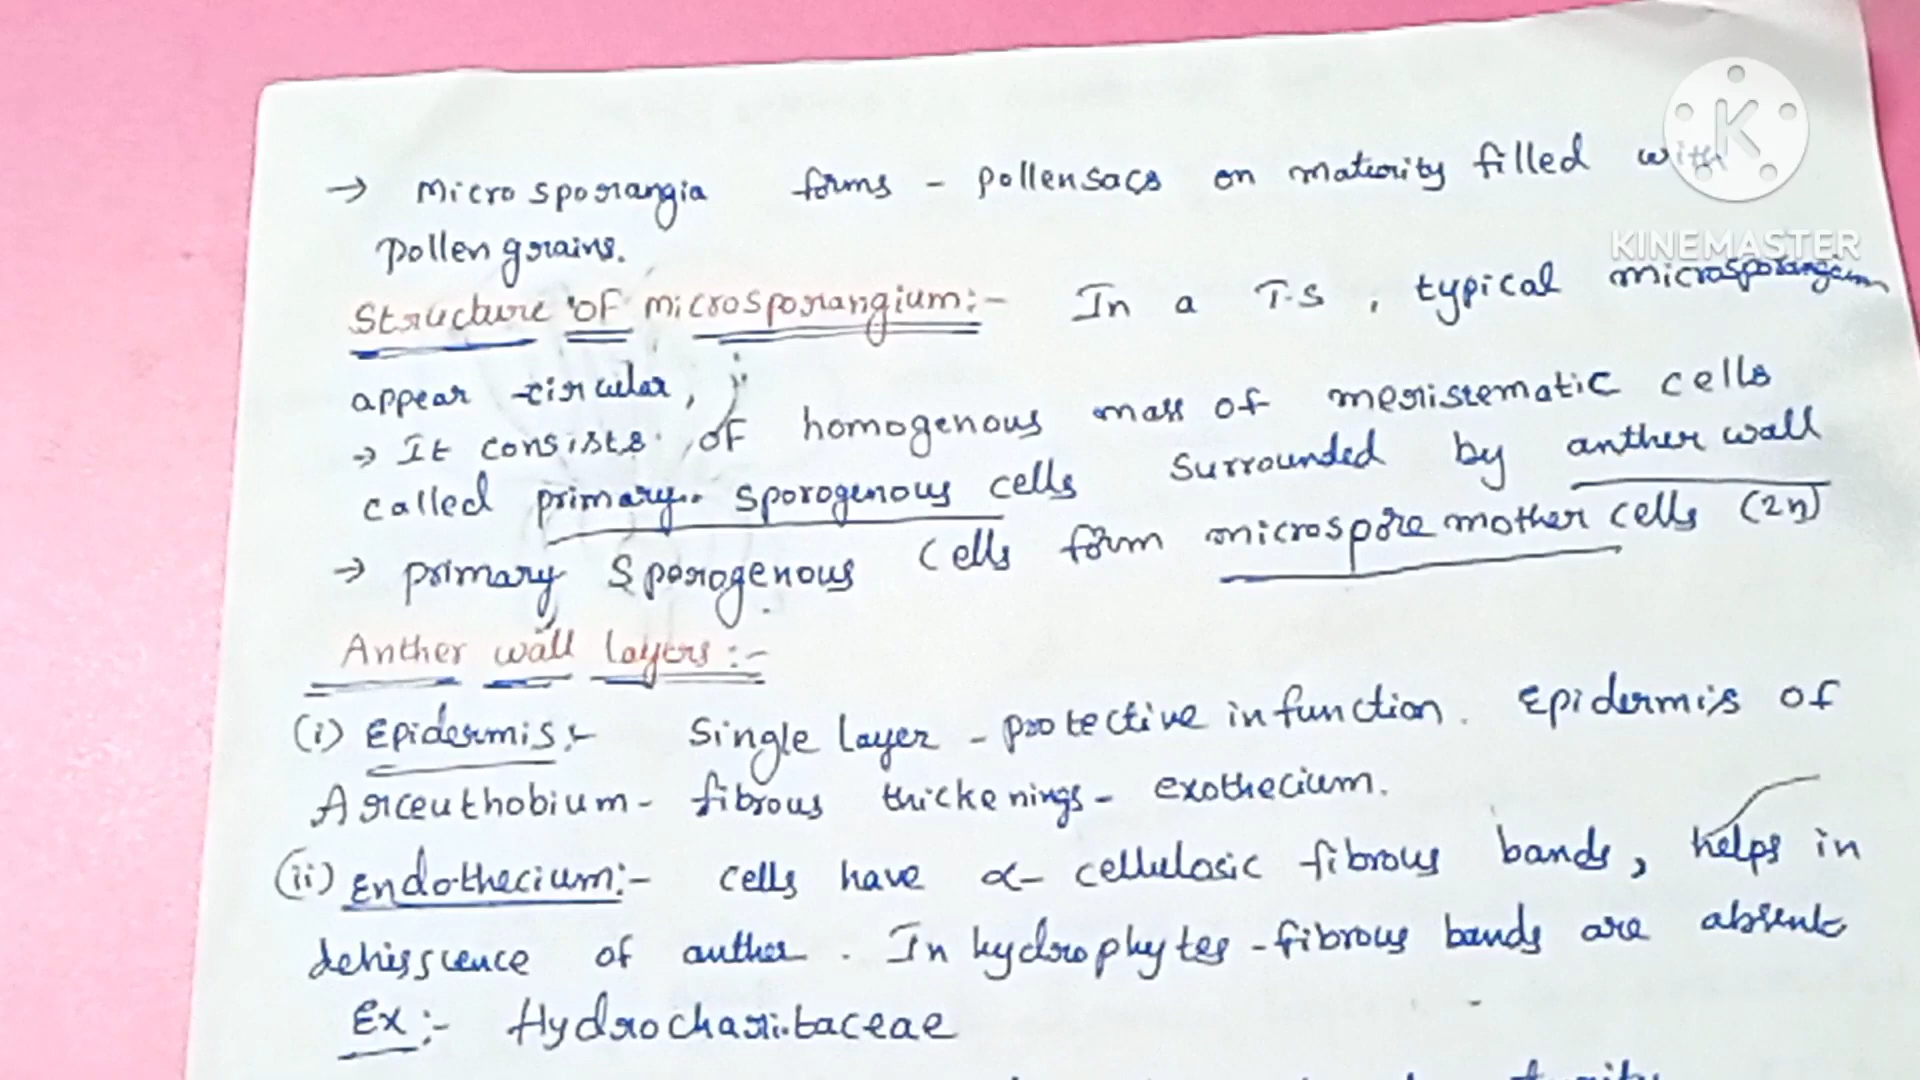 → Microsporangia forms - pollensacs on maturity filled with
pollen grains.
Structure of microsporangium:- In a T.S, typical microsporangium
appear circular,
→ It consists of homogenous mass of meristematic cells
called primary sporogenous cells surrounded by anther wall
→ primary sporogenous cells form microspore mother cells (2n)
Anther wall layers:-
(i) Epidermis:- Single layer - protective in function. Epidermis of
Arceuthobium - fibrous thickenings - exothecium.
(ii) Endothecium:- cells have α- cellulosic fibrous bands, helps in
dehisscence of anther. In hydrophytes - fibrous bands are absent
Ex:- Hydrocharitaceae
K
KINEMASTER